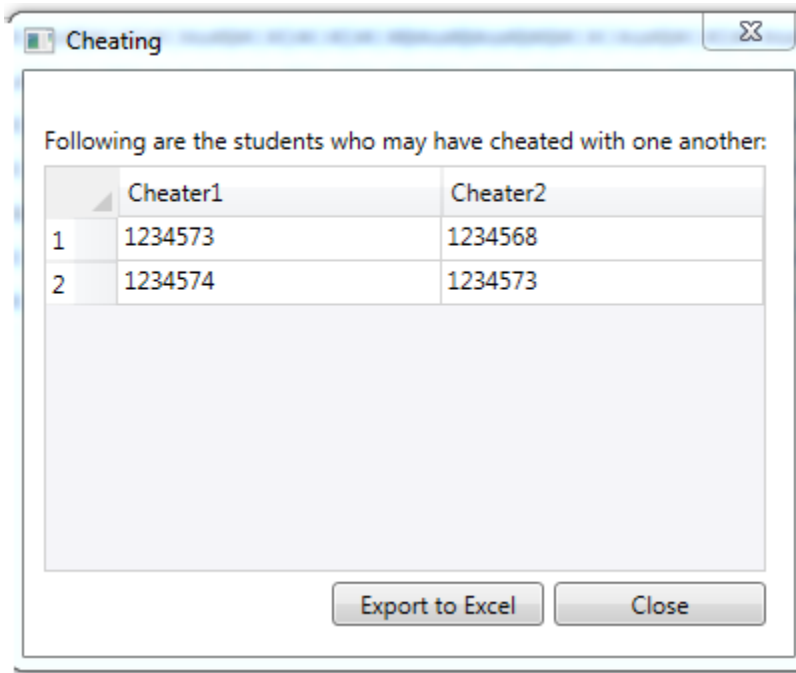 Cheating
Following are the students who may have cheated with one another:
Cheater1 Cheater2
1 1234573 1234568
2 1234574 1234573
Export to Excel Close